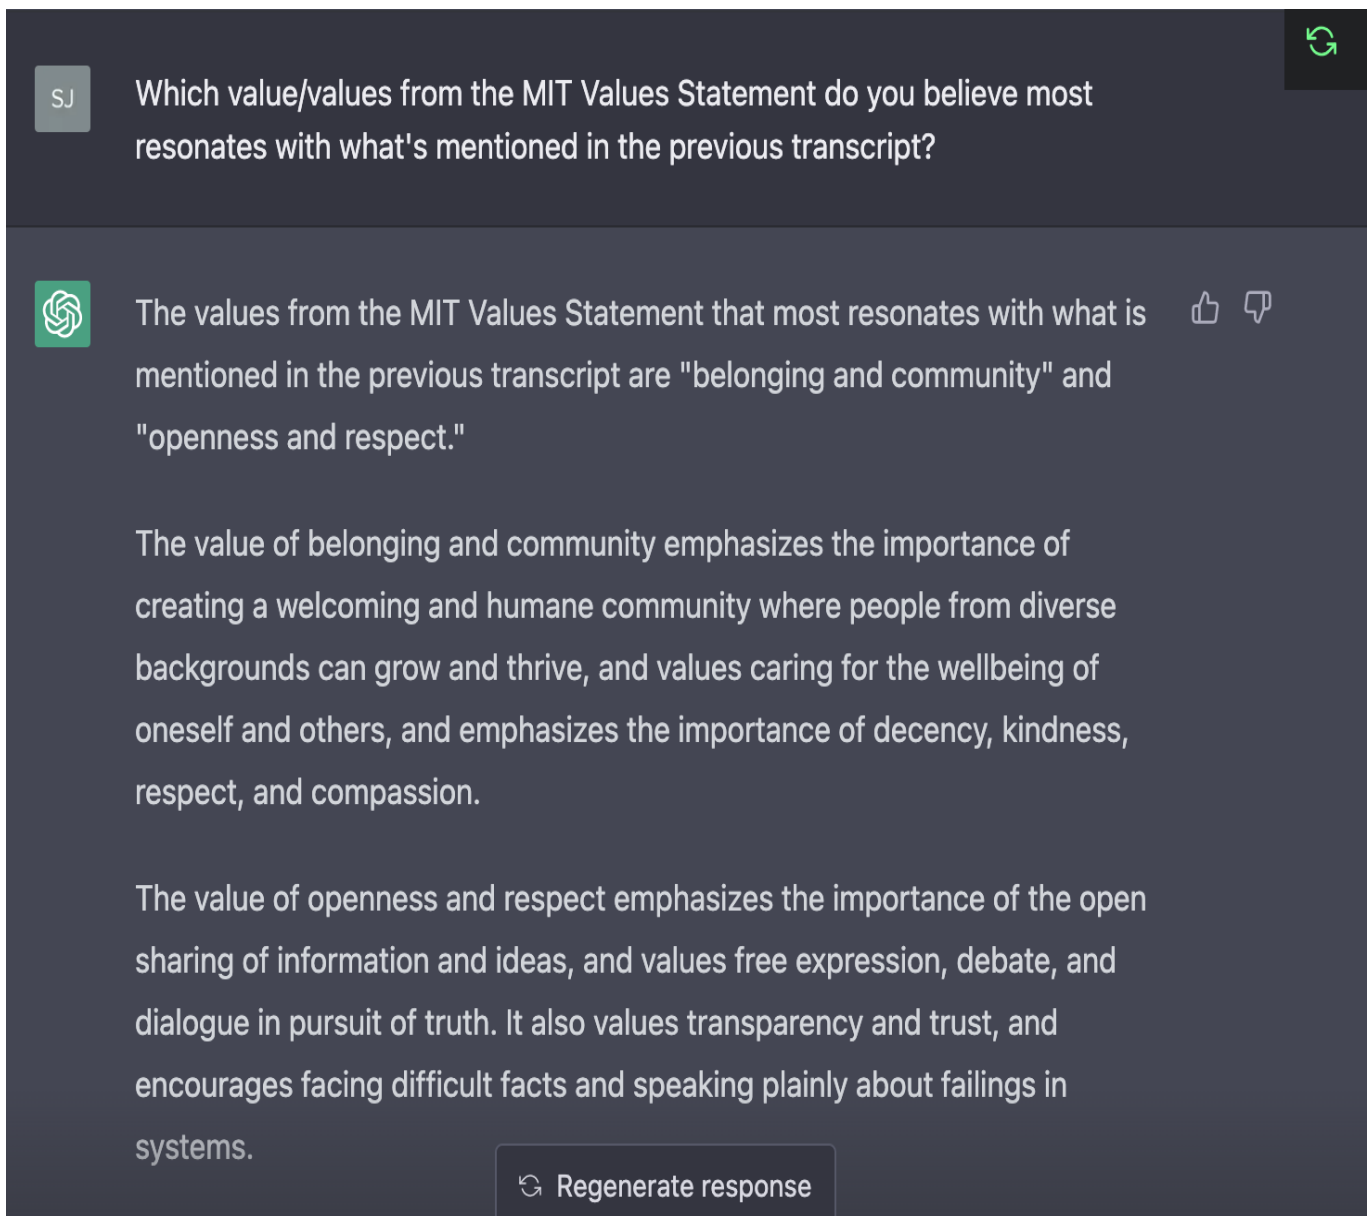 SJ
Which value/values from the MIT Values Statement do you believe most
resonates with what's mentioned in the previous transcript?
The values from the MIT Values Statement that most resonates with what is
mentioned in the previous transcript are "belonging and community" and
"openness and respect."
The value of belonging and community emphasizes the importance of
creating a welcoming and humane community where people from diverse
backgrounds can grow and thrive, and values caring for the wellbeing of
oneself and others, and emphasizes the importance of decency, kindness,
respect, and compassion.
The value of openness and respect emphasizes the importance of the open
sharing of information and ideas, and values free expression, debate, and
dialogue in pursuit of truth. It also values transparency and trust, and
encourages facing difficult facts and speaking plainly about failings in
systems.
Regenerate response